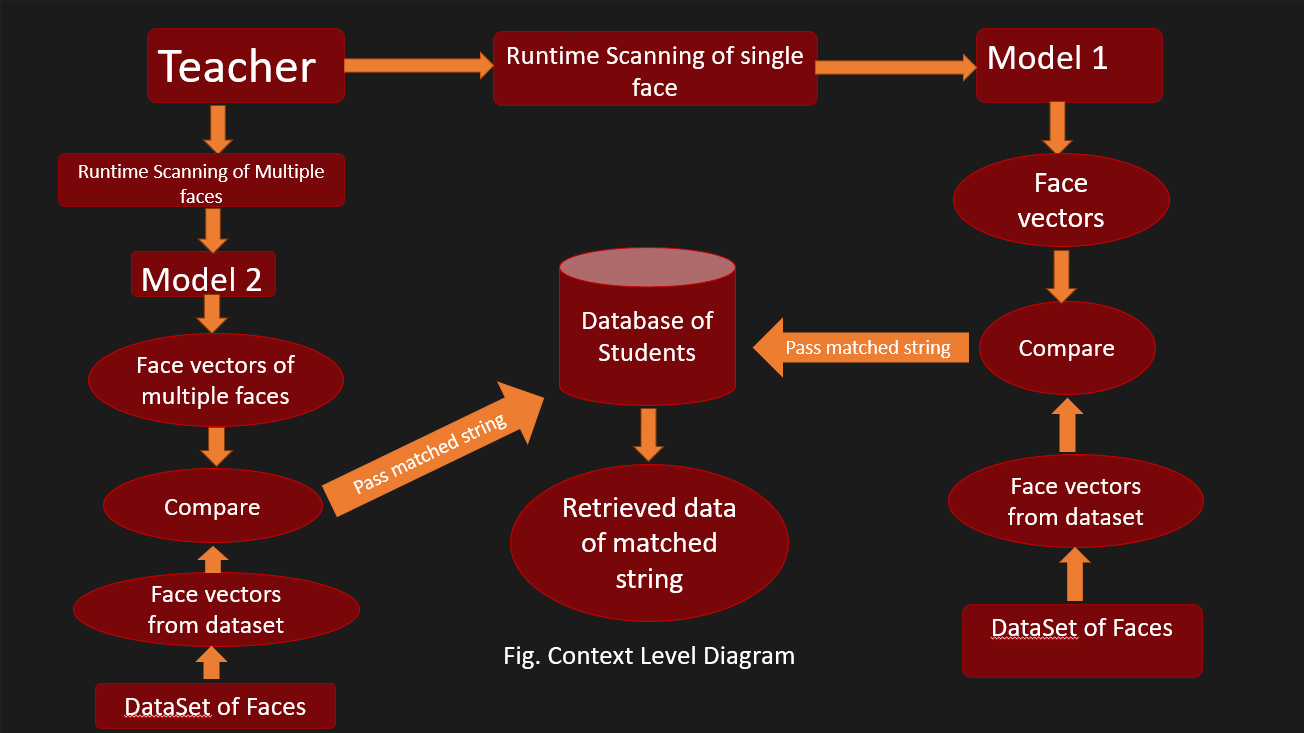 Teacher
Runtime Scanning of single
face
Model 1
Runtime Scanning of Multiple
faces
Model 2
Face vectors of
multiple faces
Compare
Face vectors
from dataset
DataSet of Faces
Pass matched string
Database of
Students
Retrieved data
of matched
string
Fig. Context Level Diagram
Face
vectors
Compare
Pass matched string
Face vectors
from dataset
DataSet of Faces